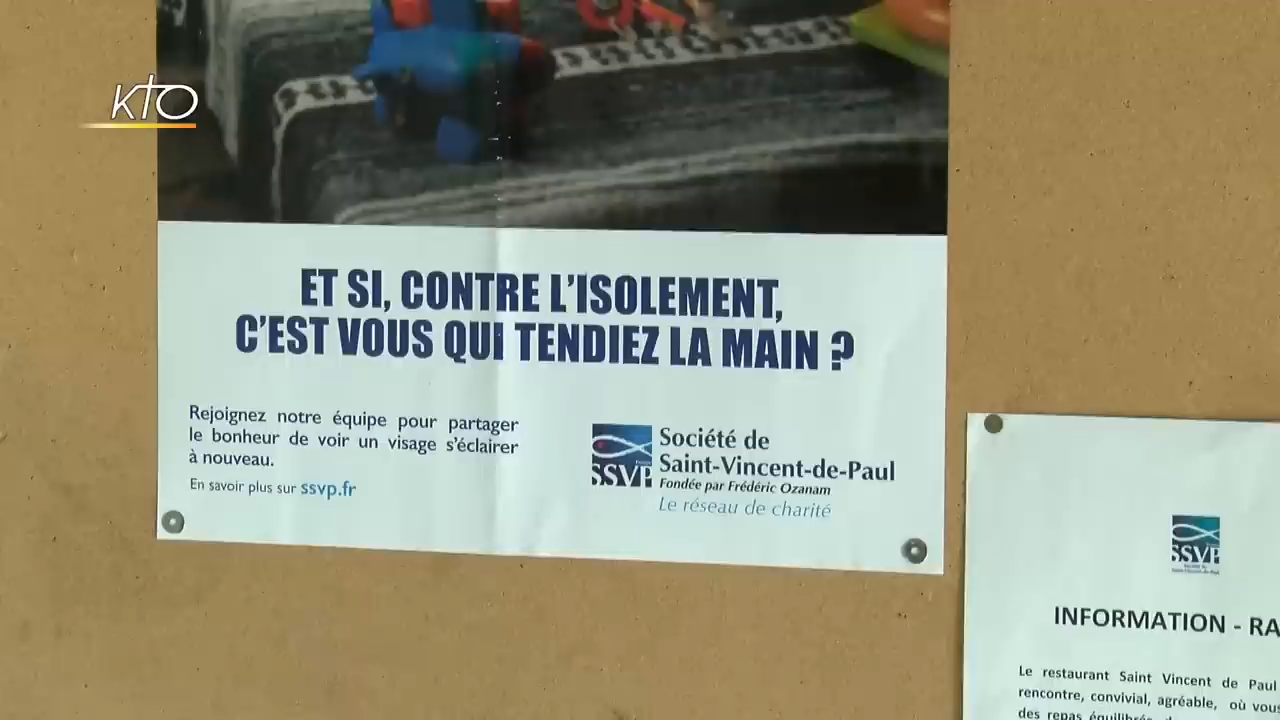 KTO
ET SI, CONTRE L'ISOLEMENT,
C'EST VOUS QUI TENDIEZ LA MAIN ?
Rejoignez notre équipe pour partager
le bonheur de voir un visage s'éclairer
à nouveau.
En savoir plus sur ssvp.fr
SSVP
Société de
Saint-Vincent-de-Paul
Fondée par Frédéric Ozanam
Le réseau de charité
SSVP
INFORMATION - RA
Le restaurant Saint Vincent de Paul
rencontre, convivial, agréable, où vous
des repas équilibrés